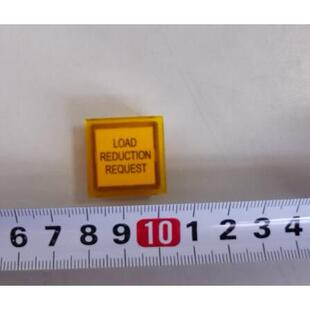 LOAD
REDUCTION
REQUEST
6 7 8 9 10 1 2 3 4